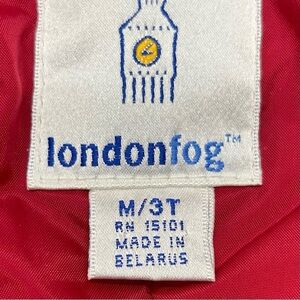 londonfog™
M/3T
RN 15101
MADE IN
BELARUS